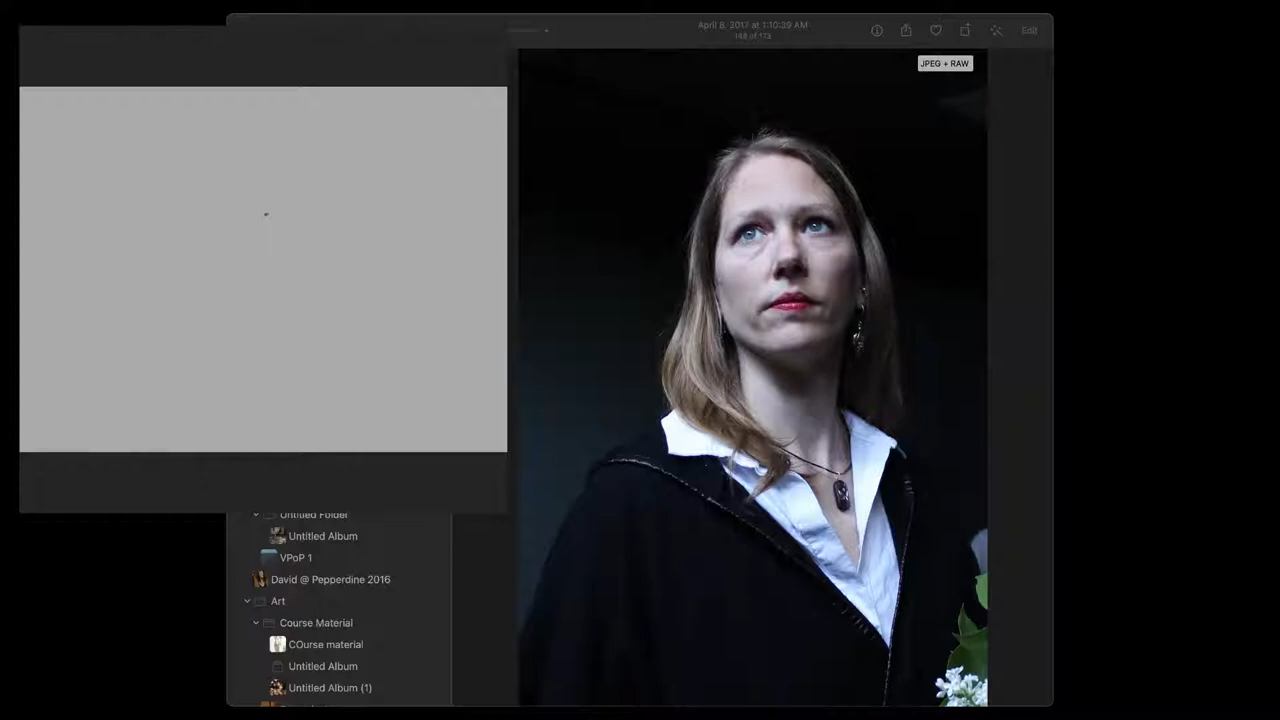 April 8, 2017 at 1:10:39 AM
148 of 173
Edit
JPEG + RAW
Untitled Folder
Untitled Album
VPoP 1
David @ Pepperdine 2016
Art
Course Material
COurse material
Untitled Album
Untitled Album (1)